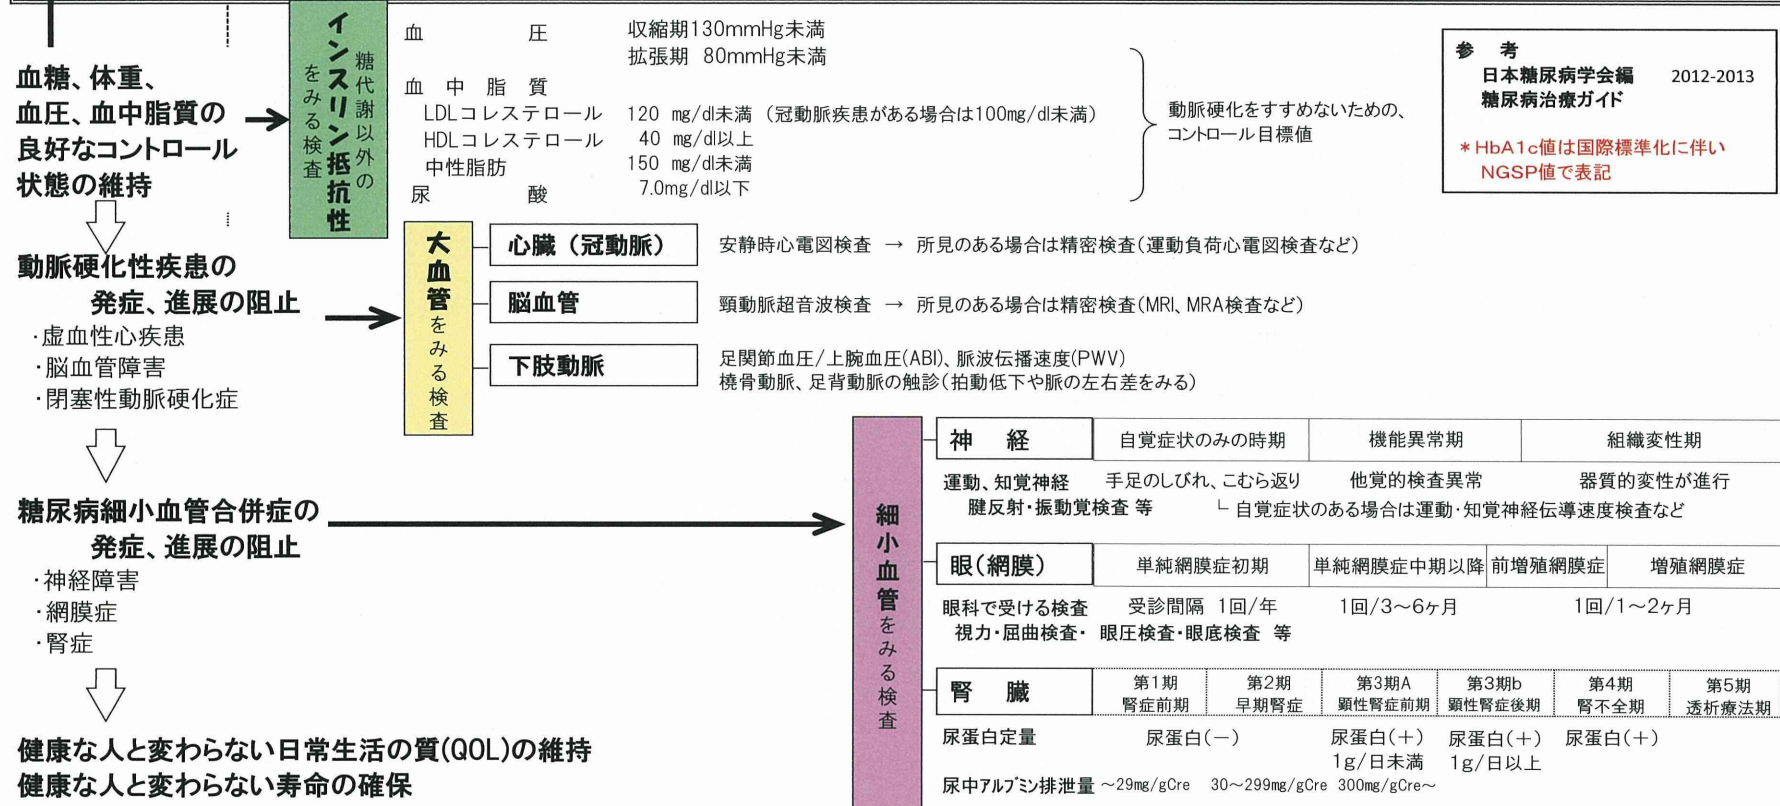 血糖、体重、
血圧、血中脂質の
良好なコントロール
状態の維持
動脈硬化性疾患の
発症、進展の阻止
・虚血性心疾患
・脳血管障害
・閉塞性動脈硬化症
糖尿病細小血管合併症の
発症、進展の阻止
・神経障害
・網膜症
・腎症
健康な人と変わらない日常生活の質(QOL)の維持
健康な人と変わらない寿命の確保
糖代謝以外の
インスリン抵抗性
をみる検査
血圧 収縮期130mmHg未満
拡張期 80mmHg未満
血中脂質
LDLコレステロール 120 mg/dl未満 (冠動脈疾患がある場合は100mg/dl未満)
HDLコレステロール 40 mg/dl以上
中性脂肪 150 mg/dl未満
尿酸 7.0mg/dl以下
動脈硬化をすすめないための、
コントロール目標値
参 考
日本糖尿病学会編 2012-2013
糖尿病治療ガイド
*HbA1c値は国際標準化に伴い
NGSP値で表記
大血管をみる検査
心臓(冠動脈) 安静時心電図検査 → 所見のある場合は精密検査(運動負荷心電図検査など)
脳血管 頸動脈超音波検査 → 所見のある場合は精密検査(MRI、MRA検査など)
下肢動脈 足関節血圧/上腕血圧(ABI)、脈波伝播速度(PWV)
橈骨動脈、足背動脈の触診(拍動低下や脈の左右差をみる)
細小血管をみる検査
神 経 自覚症状のみの時期 機能異常期 組織変性期
運動、知覚神経 手足のしびれ、こむら返り 他覚的検査異常 器質的変性が進行
腱反射・振動覚検査 等 └ 自覚症状のある場合は運動・知覚神経伝導速度検査など
眼(網膜) 単純網膜症初期 単純網膜症中期以降 前増殖網膜症 増殖網膜症
眼科で受ける検査 受診間隔 1回/年 1回/3~6ヶ月 1回/1~2ヶ月
視力・屈曲検査・ 眼圧検査・眼底検査 等
腎 臓 第1期 第2期 第3期A 第3期b 第4期 第5期
腎症前期 早期腎症 顕性腎症前期 顕性腎症後期 腎不全期 透析療法期
尿蛋白定量 尿蛋白(-) 尿蛋白(+) 尿蛋白(+) 尿蛋白(+)
1g/日未満 1g/日以上
尿中アルブミン排泄量 ~29mg/gCre 30~299mg/gCre 300mg/gCre~